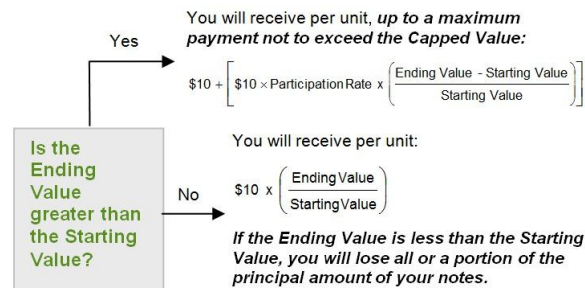 You will receive per unit, up to a maximum
payment not to exceed the Capped Value:
Yes
$10 + [ $10 × Participation Rate x ( Ending Value - Starting Value / Starting Value ) ]
Is the
Ending
Value
greater than
the Starting
Value?
No
You will receive per unit:
$10 x ( Ending Value / Starting Value )
If the Ending Value is less than the Starting
Value, you will lose all or a portion of the
principal amount of your notes.